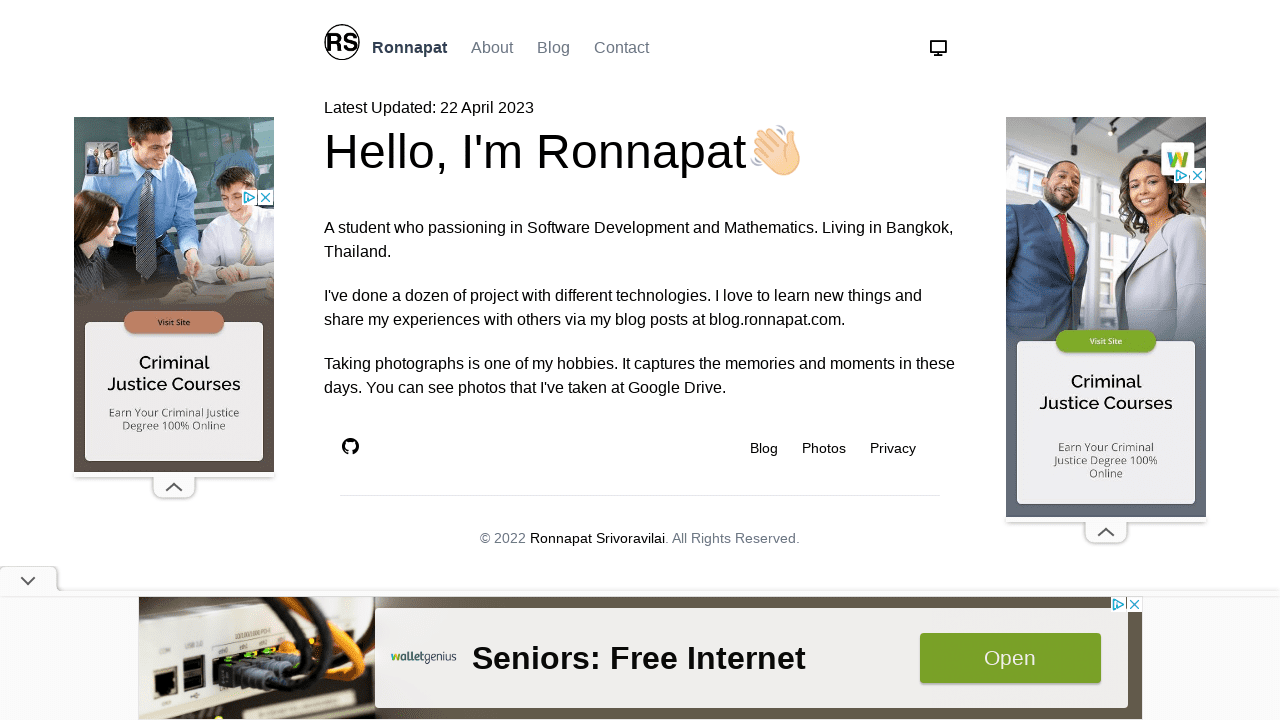 RS
Ronnapat About Blog Contact
Latest Updated: 22 April 2023
Hello, I'm Ronnapat👋
A student who passioning in Software Development and Mathematics. Living in Bangkok,
Thailand.
I've done a dozen of project with different technologies. I love to learn new things and
share my experiences with others via my blog posts at blog.ronnapat.com.
Taking photographs is one of my hobbies. It captures the memories and moments in these
days. You can see photos that I've taken at Google Drive.
Blog Photos Privacy
© 2022 Ronnapat Srivoravilai. All Rights Reserved.
Visit Site
Criminal
Justice Courses
Earn Your Criminal Justice
Degree 100% Online
W
Visit Site
Criminal
Justice Courses
Earn Your Criminal
Justice Degree 100%
Online
walletgenius
Seniors: Free Internet
Open